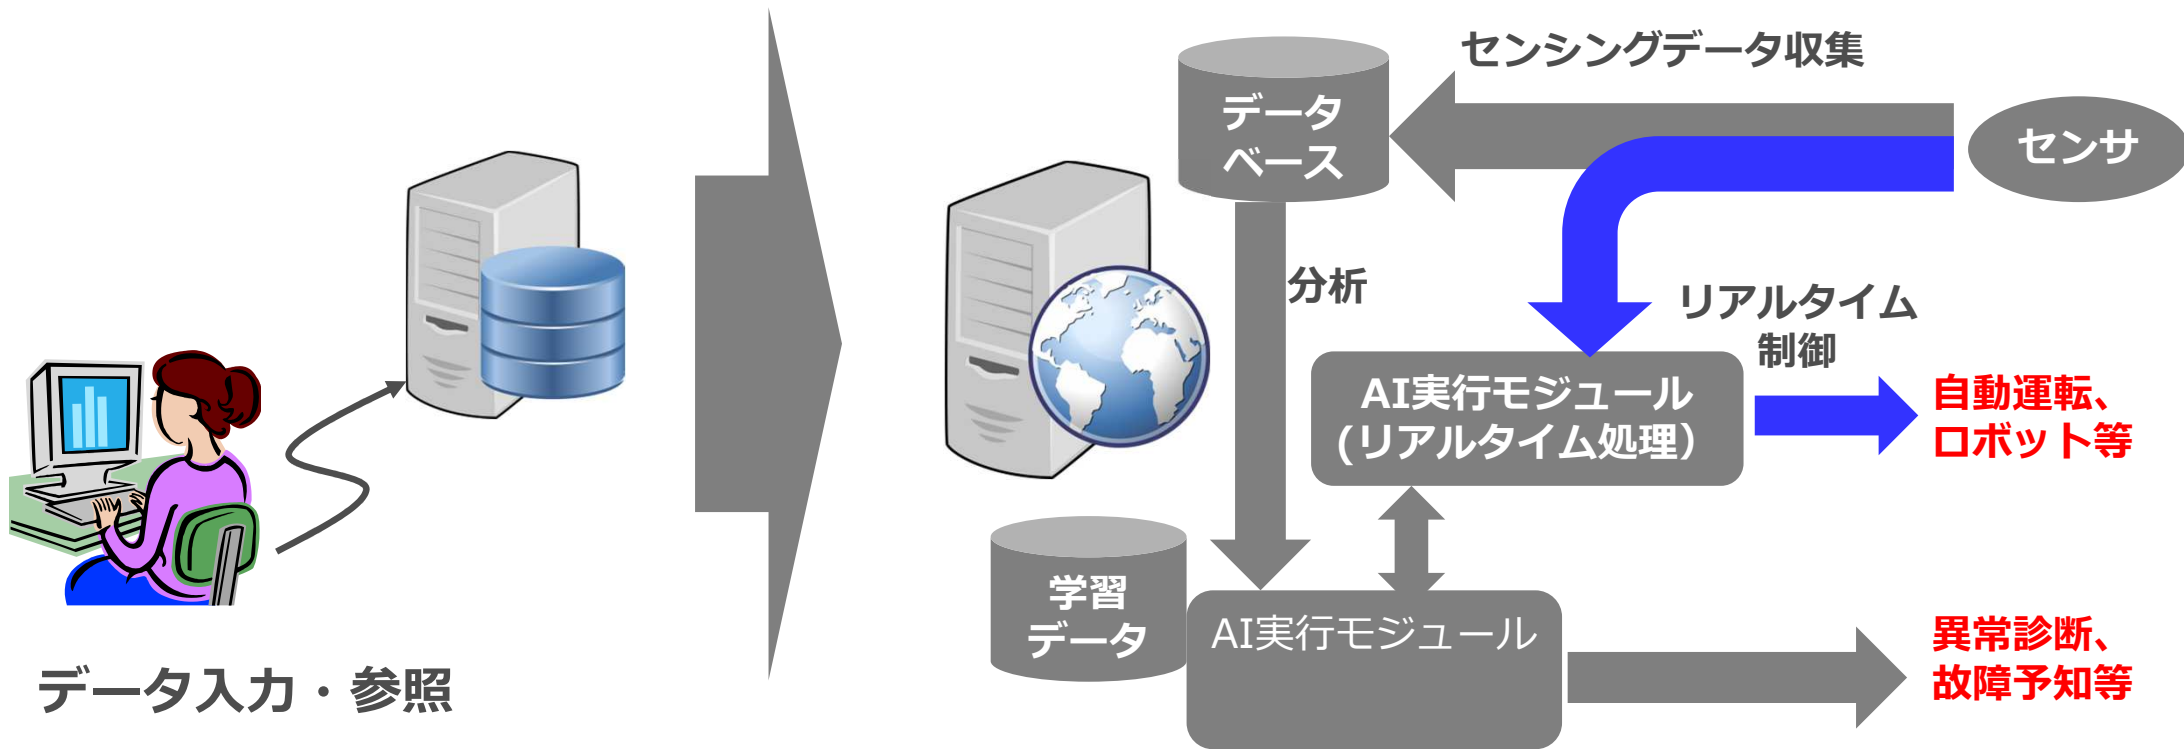 データ入力・参照
センシングデータ収集
データ
ベース
センサ
分析
リアルタイム
制御
AI実行モジュール
(リアルタイム処理）
自動運転、
ロボット等
学習
データ
AI実行モジュール
異常診断、
故障予知等